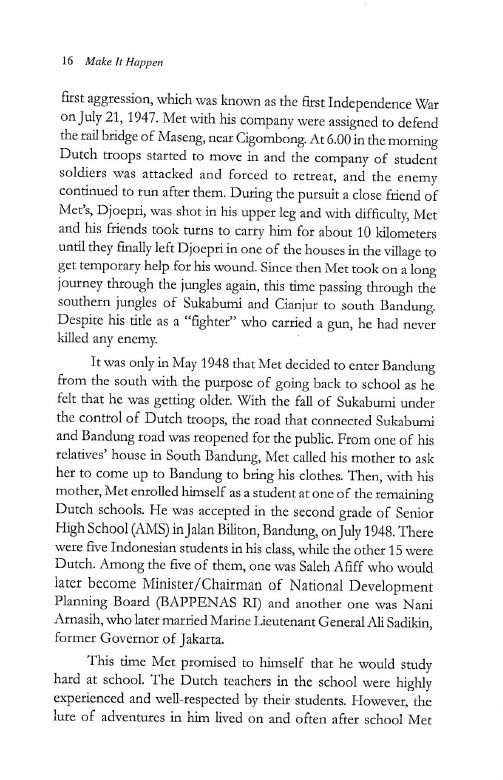 16 Make It Happen
first aggression, which was known as the first Independence War
on July 21, 1947. Met with his company were assigned to defend
the rail bridge of Maseng, near Cigombong. At 6.00 in the morning
Dutch troops started to move in and the company of student
soldiers was attacked and forced to retreat, and the enemy
continued to run after them. During the pursuit a close friend of
Met's, Djoepri, was shot in his upper leg and with difficulty, Met
and his friends took turns to carry him for about 10 kilometers
until they finally left Djoepri in one of the houses in the village to
get temporary help for his wound. Since then Met took on a long
journey through the jungles again, this time passing through the
southern jungles of Sukabumi and Cianjur to south Bandung.
Despite his title as a “fighter” who carried a gun, he had never
killed any enemy.
It was only in May 1948 that Met decided to enter Bandung
from the south with the purpose of going back to school as he
felt that he was getting older. With the fall of Sukabumi under
the control of Dutch troops, the road that connected Sukabumi
and Bandung road was reopened for the public. From one of his
relatives' house in South Bandung, Met called his mother to ask
her to come up to Bandung to bring his clothes. Then, with his
mother, Met enrolled himself as a student at one of the remaining
Dutch schools. He was accepted in the second grade of Senior
High School (AMS) in Jalan Biliton, Bandung, on July 1948. There
were five Indonesian students in his class, while the other 15 were
Dutch. Among the five of them, one was Saleh Afiff who would
later become Minister/Chairman of National Development
Planning Board (BAPPENAS RI) and another one was Nani
Arnasih, who later married Marine Lieutenant General Ali Sadikin,
former Governor of Jakarta.
This time Met promised to himself that he would study
hard at school. The Dutch teachers in the school were highly
experienced and well-respected by their students. However, the
lure of adventures in him lived on and often after school Met